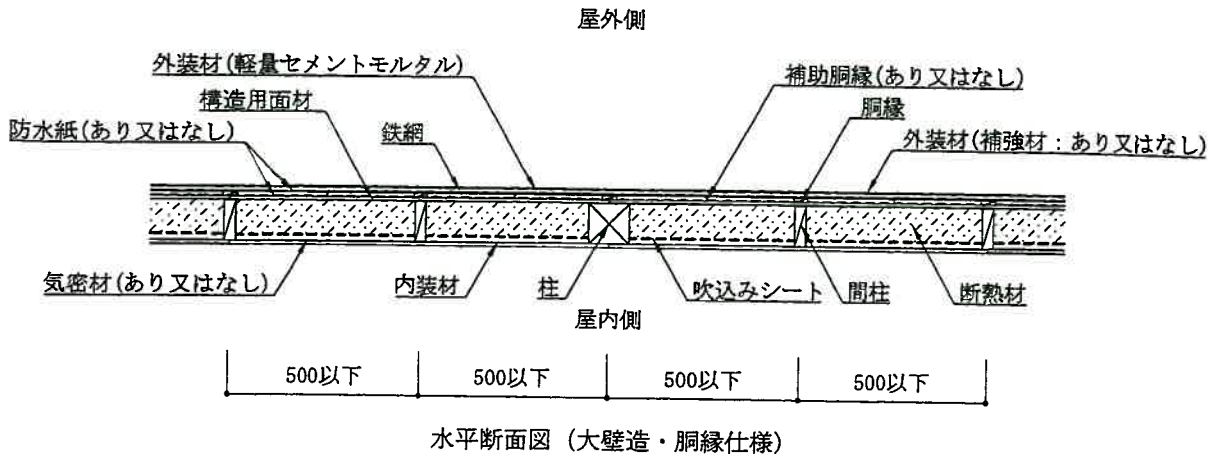 屋外側
外装材(軽量セメントモルタル)
補助胴縁(あり又はなし)
構造用面材
胴縁
防水紙(あり又はなし)
鉄網
外装材(補強材：あり又はなし)
気密材(あり又はなし)
内装材
柱
吹込みシート
間柱
断熱材
屋内側
500以下
500以下
500以下
500以下
水平断面図（大壁造・胴縁仕様）